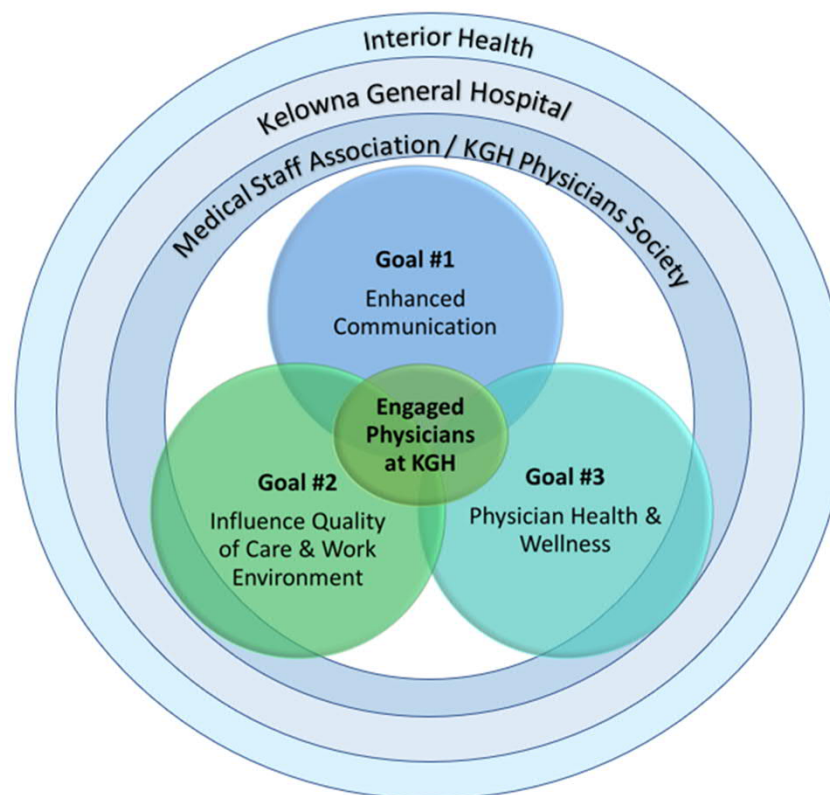 Interior Health
Kelowna General Hospital
Medical Staff Association / KGH Physicians Society
Goal #1
Enhanced
Communication
Engaged
Physicians
at KGH
Goal #2
Influence Quality
of Care & Work
Environment
Goal #3
Physician Health &
Wellness